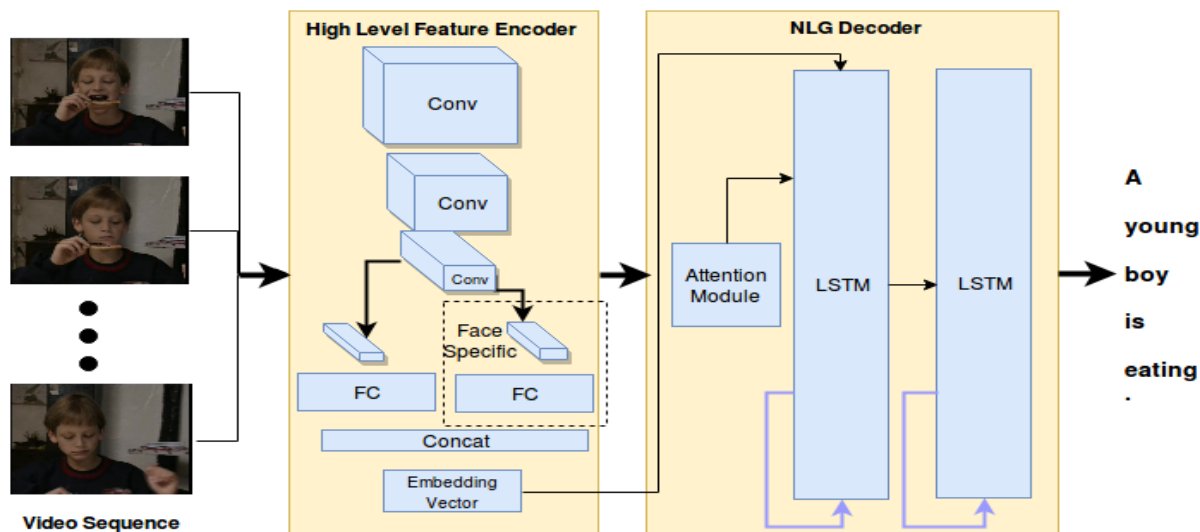 High Level Feature Encoder
NLG Decoder
Conv
Conv
Conv
Face
Specific
FC
FC
Concat
Embedding
Vector
Attention
Module
LSTM
LSTM
A
young
boy
is
eating
.
Video Sequence